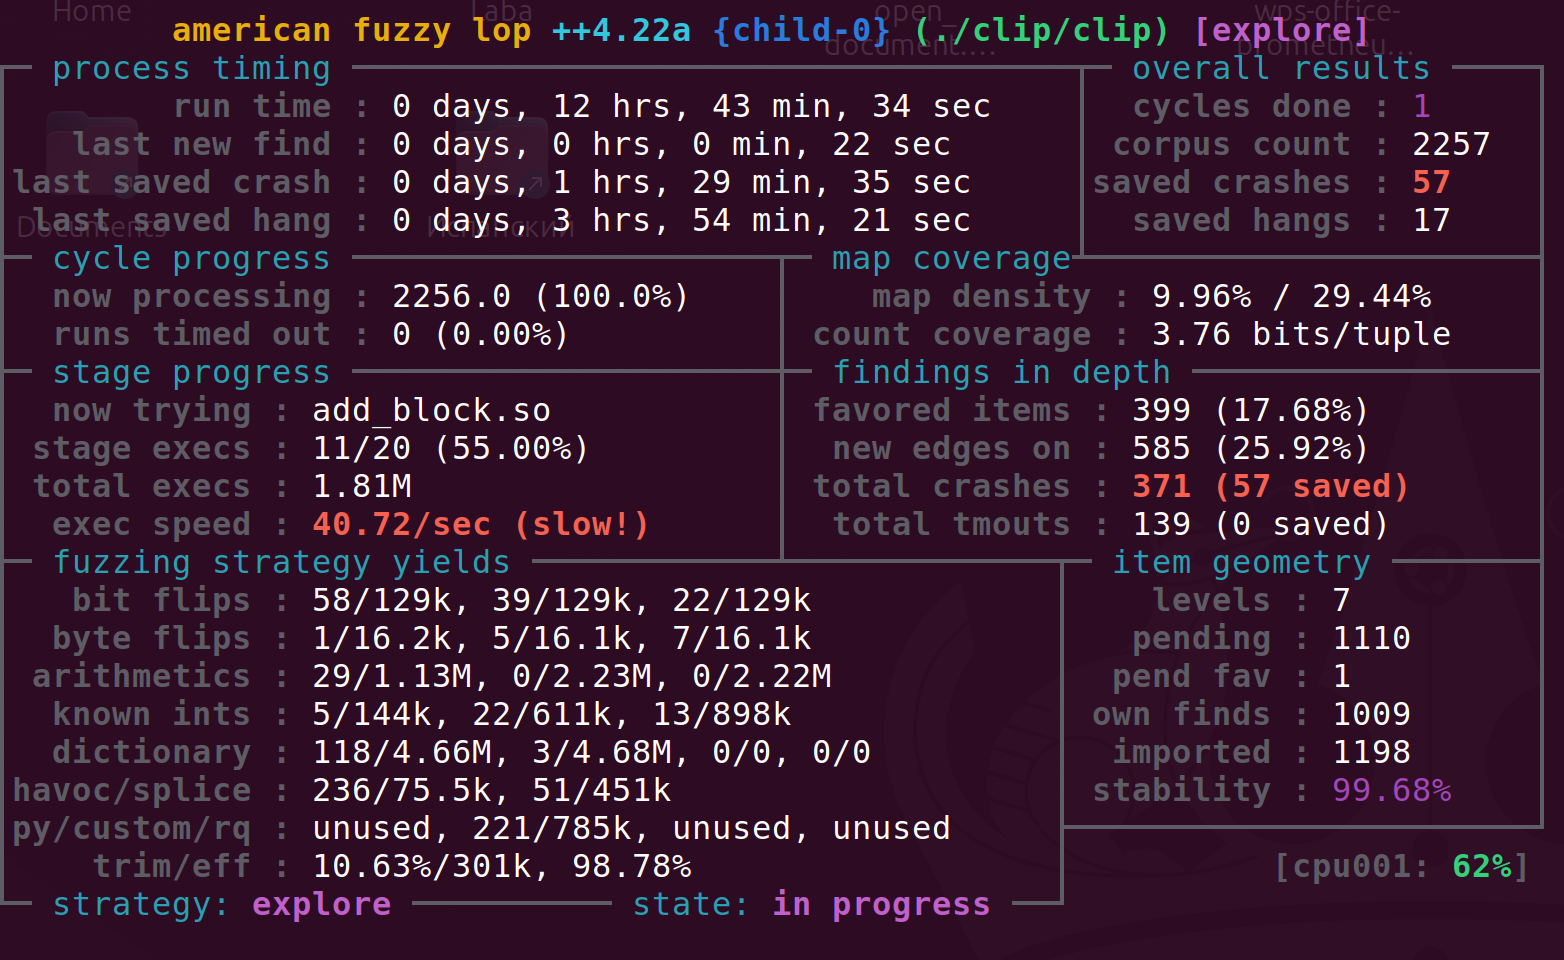 Home Laba open_ wps-office-
american fuzzy lop ++4.22a {child-0} (./clip/clip) [explore]
document.... prometheu...
process timing overall results
run time : 0 days, 12 hrs, 43 min, 34 sec cycles done : 1
last new find : 0 days, 0 hrs, 0 min, 22 sec corpus count : 2257
last saved crash : 0 days, 1 hrs, 29 min, 35 sec saved crashes : 57
last saved hang : 0 days, 3 hrs, 54 min, 21 sec saved hangs : 17
Documents Испанский
cycle progress map coverage
now processing : 2256.0 (100.0%) map density : 9.96% / 29.44%
runs timed out : 0 (0.00%) count coverage : 3.76 bits/tuple
stage progress findings in depth
now trying : add_block.so favored items : 399 (17.68%)
stage execs : 11/20 (55.00%) new edges on : 585 (25.92%)
total execs : 1.81M total crashes : 371 (57 saved)
exec speed : 40.72/sec (slow!) total tmouts : 139 (0 saved)
fuzzing strategy yields item geometry
bit flips : 58/129k, 39/129k, 22/129k levels : 7
byte flips : 1/16.2k, 5/16.1k, 7/16.1k pending : 1110
arithmetics : 29/1.13M, 0/2.23M, 0/2.22M pend fav : 1
known ints : 5/144k, 22/611k, 13/898k own finds : 1009
dictionary : 118/4.66M, 3/4.68M, 0/0, 0/0 imported : 1198
havoc/splice : 236/75.5k, 51/451k stability : 99.68%
py/custom/rq : unused, 221/785k, unused, unused
trim/eff : 10.63%/301k, 98.78% [cpu001: 62%]
strategy: explore state: in progress